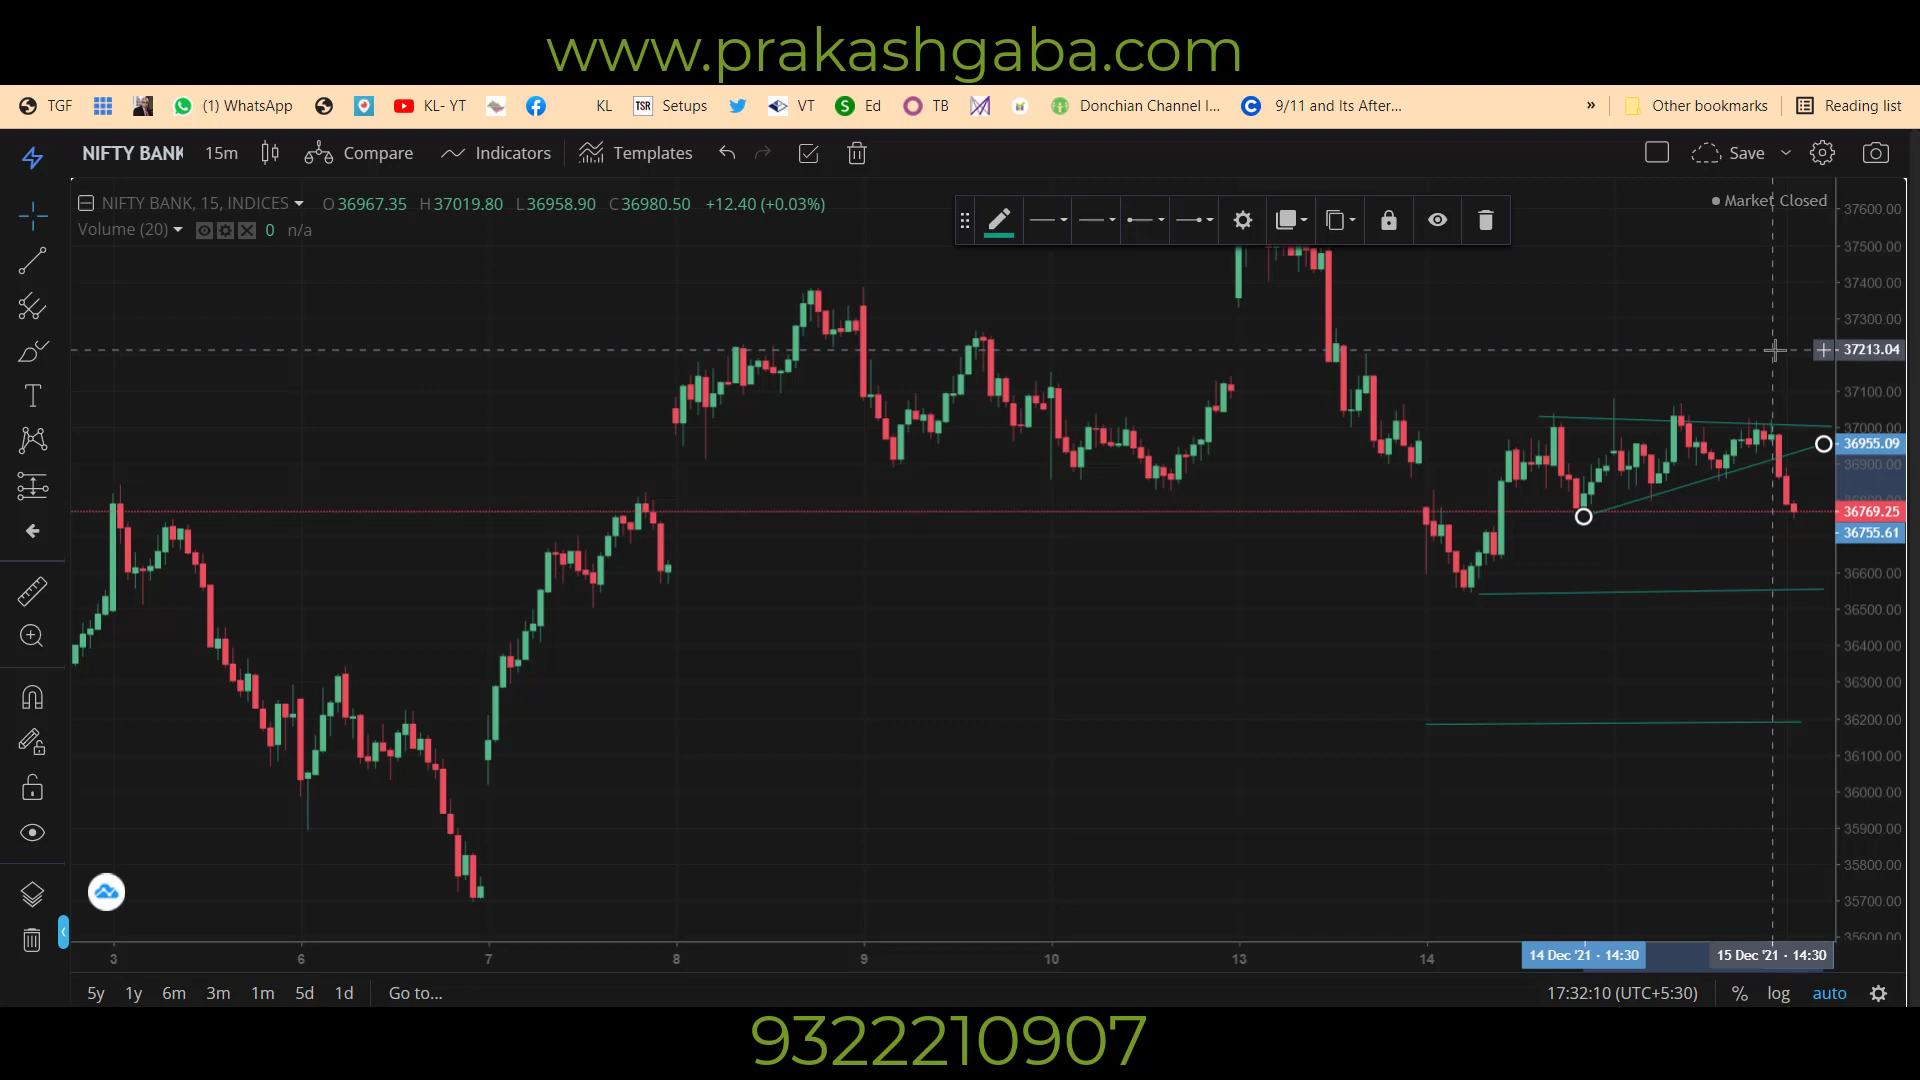 www.prakashgaba.com
TGF (1) WhatsApp KL- YT KL TSR Setups VT S Ed TB Donchian Channel I... C 9/11 and Its After... » Other bookmarks Reading list
NIFTY BANK 15m Compare Indicators Templates Save
NIFTY BANK, 15, INDICES O36967.35 H37019.80 L36958.90 C36980.50 +12.40 (+0.03%)
Market Closed
Volume (20) 0 n/a
37600.00
37500.00
37400.00
37300.00
37213.04
37100.00
37000.00
36955.09
36900.00
36769.25
36755.61
36600.00
36500.00
36400.00
36300.00
36200.00
36100.00
36000.00
35900.00
35800.00
35700.00
35600.00
3 6 7 8 9 10 13 14 14 Dec '21 · 14:30 15 Dec '21 · 14:30
5y 1y 6m 3m 1m 5d 1d Go to... 17:32:10 (UTC+5:30) % log auto
9322210907